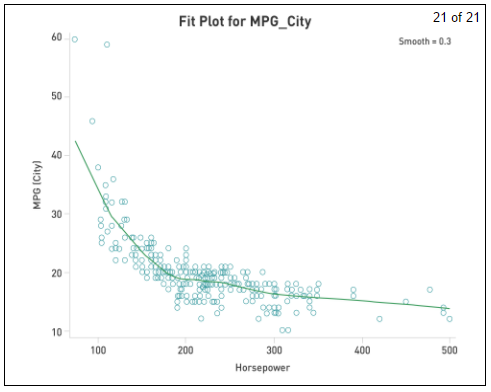 21 of 21
Fit Plot for MPG_City
Smooth = 0.3
60
50
40
30
20
10
MPG (City)
100 200 300 400 500
Horsepower